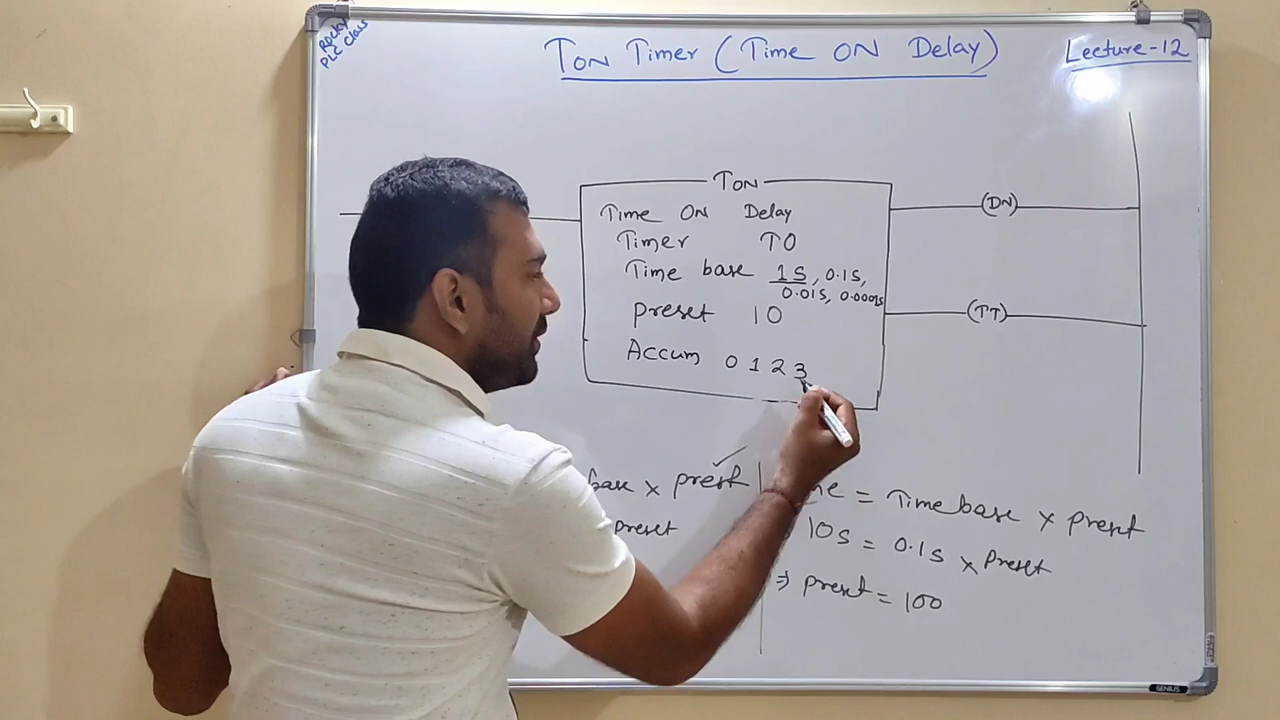 Rocky
PLC Class
TON Timer (Time ON Delay)
Lecture-12
TON
Time ON Delay
Timer TO
Time base 1S, 0.1S,
0.01S, 0.0001S
preset 10
Accum 0 1 2 3
(DN)
(TT)
base x preset ✓
preset
= Time base x preset
10s = 0.1s x preset
⇒ preset = 100
GENIUS